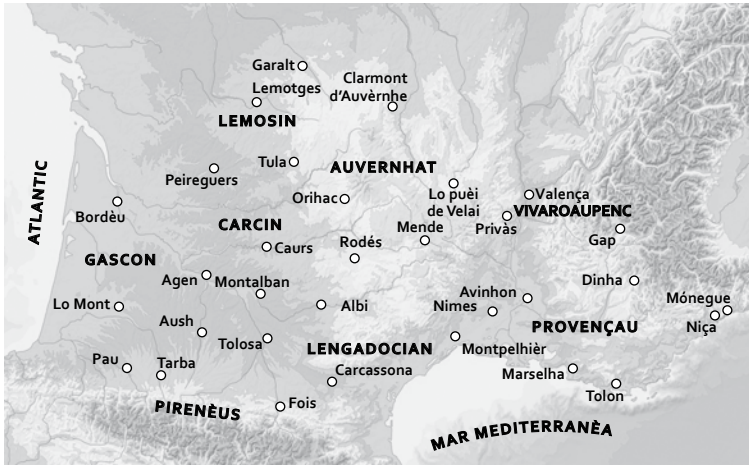 Garalt
Clarmont
d'Auvèrnhe
Lemotges
LEMOSIN
Tula
AUVERNHAT
Peireguers
Orihac
Lo puèi
de Velai
Valença
VIVAROAUPENC
Bordèu
CARCIN
Mende
Privàs
Caurs
Rodés
Gap
ATLANTIC
GASCON
Agen
Montalban
Dinha
Avinhon
Lo Mont
Albi
Nimes
Mónegue
Niça
Aush
PROVENÇAU
Tolosa
LENGADOCIAN
Montpelhièr
Pau
Tarba
Carcassona
Marselha
Tolon
PIRENÈUS
Fois
MAR MEDITERRANÈA